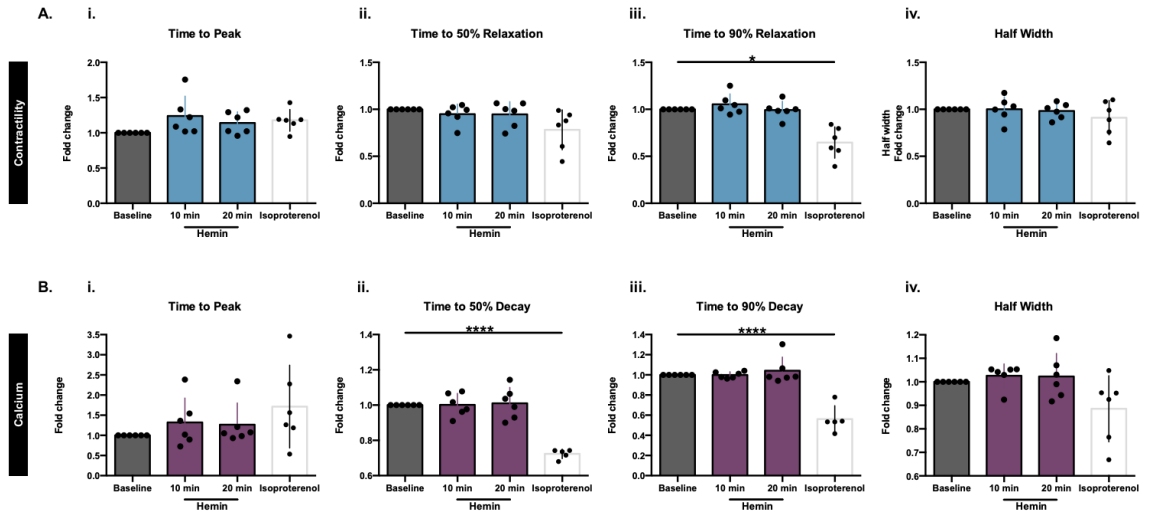 A.
i.
ii.
iii.
iv.
Contractility
Time to Peak
Fold change
2.0
1.5
1.0
0.5
0.0
Baseline
10 min
20 min
Isoproterenol
Hemin
Time to 50% Relaxation
Fold change
1.5
1.0
0.5
0.0
Baseline
10 min
20 min
Isoproterenol
Hemin
Time to 90% Relaxation
*
Fold change
1.5
1.0
0.5
0.0
Baseline
10 min
20 min
Isoproterenol
Hemin
Half Width
Half width
Fold change
1.5
1.0
0.5
0.0
Baseline
10 min
20 min
Isoproterenol
Hemin
B.
i.
ii.
iii.
iv.
Calcium
Time to Peak
Fold change
3.5
3.0
2.5
2.0
1.5
1.0
0.5
0.0
Baseline
10 min
20 min
Isoproterenol
Hemin
Time to 50% Decay
****
Fold change
1.4
1.2
1.0
0.8
0.6
Baseline
10 min
20 min
Isoproterenol
Hemin
Time to 90% Decay
****
Fold change
1.4
1.2
1.0
0.8
0.6
0.4
0.2
0.0
Baseline
10 min
20 min
Isoproterenol
Hemin
Half Width
Fold change
1.2
1.1
1.0
0.9
0.8
0.7
0.6
Baseline
10 min
20 min
Isoproterenol
Hemin